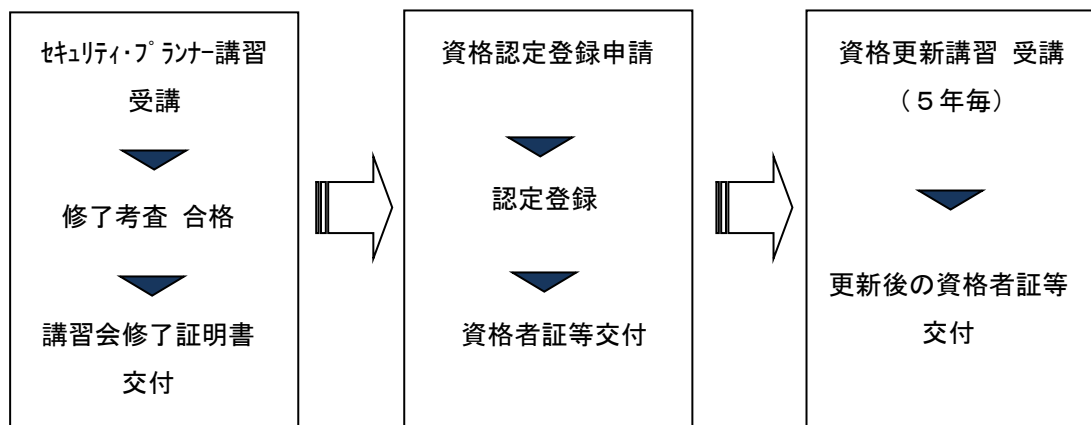 ｾｷｭﾘﾃｨ･ﾌﾟﾗﾝﾅｰ講習
受講
修了考査 合格
講習会修了証明書
交付
資格認定登録申請
認定登録
資格者証等交付
資格更新講習 受講
（５年毎）
更新後の資格者証等
交付